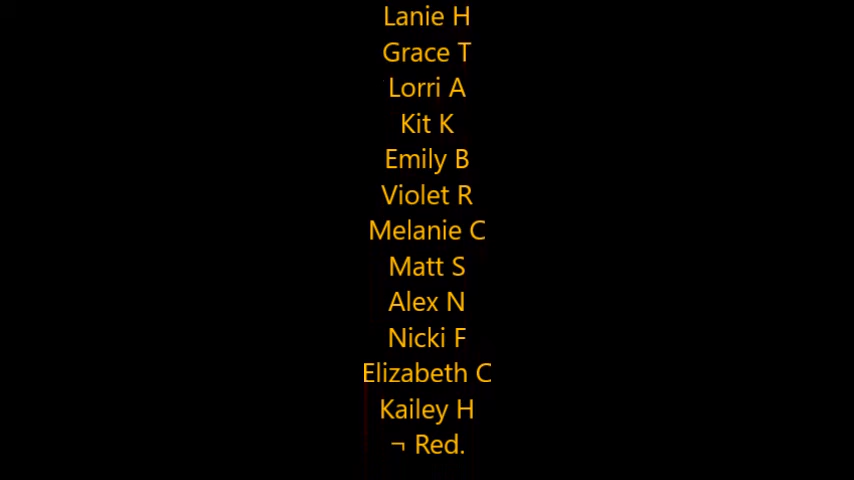 Lanie H
Grace T
Lorri A
Kit K
Emily B
Violet R
Melanie C
Matt S
Alex N
Nicki F
Elizabeth C
Kailey H
¬ Red.